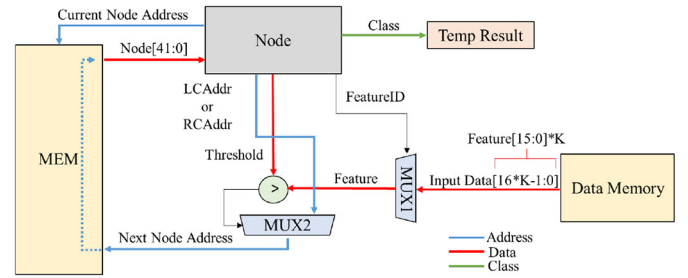 Current Node Address
Node[41:0]
Node
Class
Temp Result
LCAddr
or
RCAddr
FeatureID
Threshold
MEM
Feature[15:0]*K
Feature
MUX1
Input Data[16*K-1:0]
Data Memory
>
MUX2
Next Node Address
Address
Data
Class